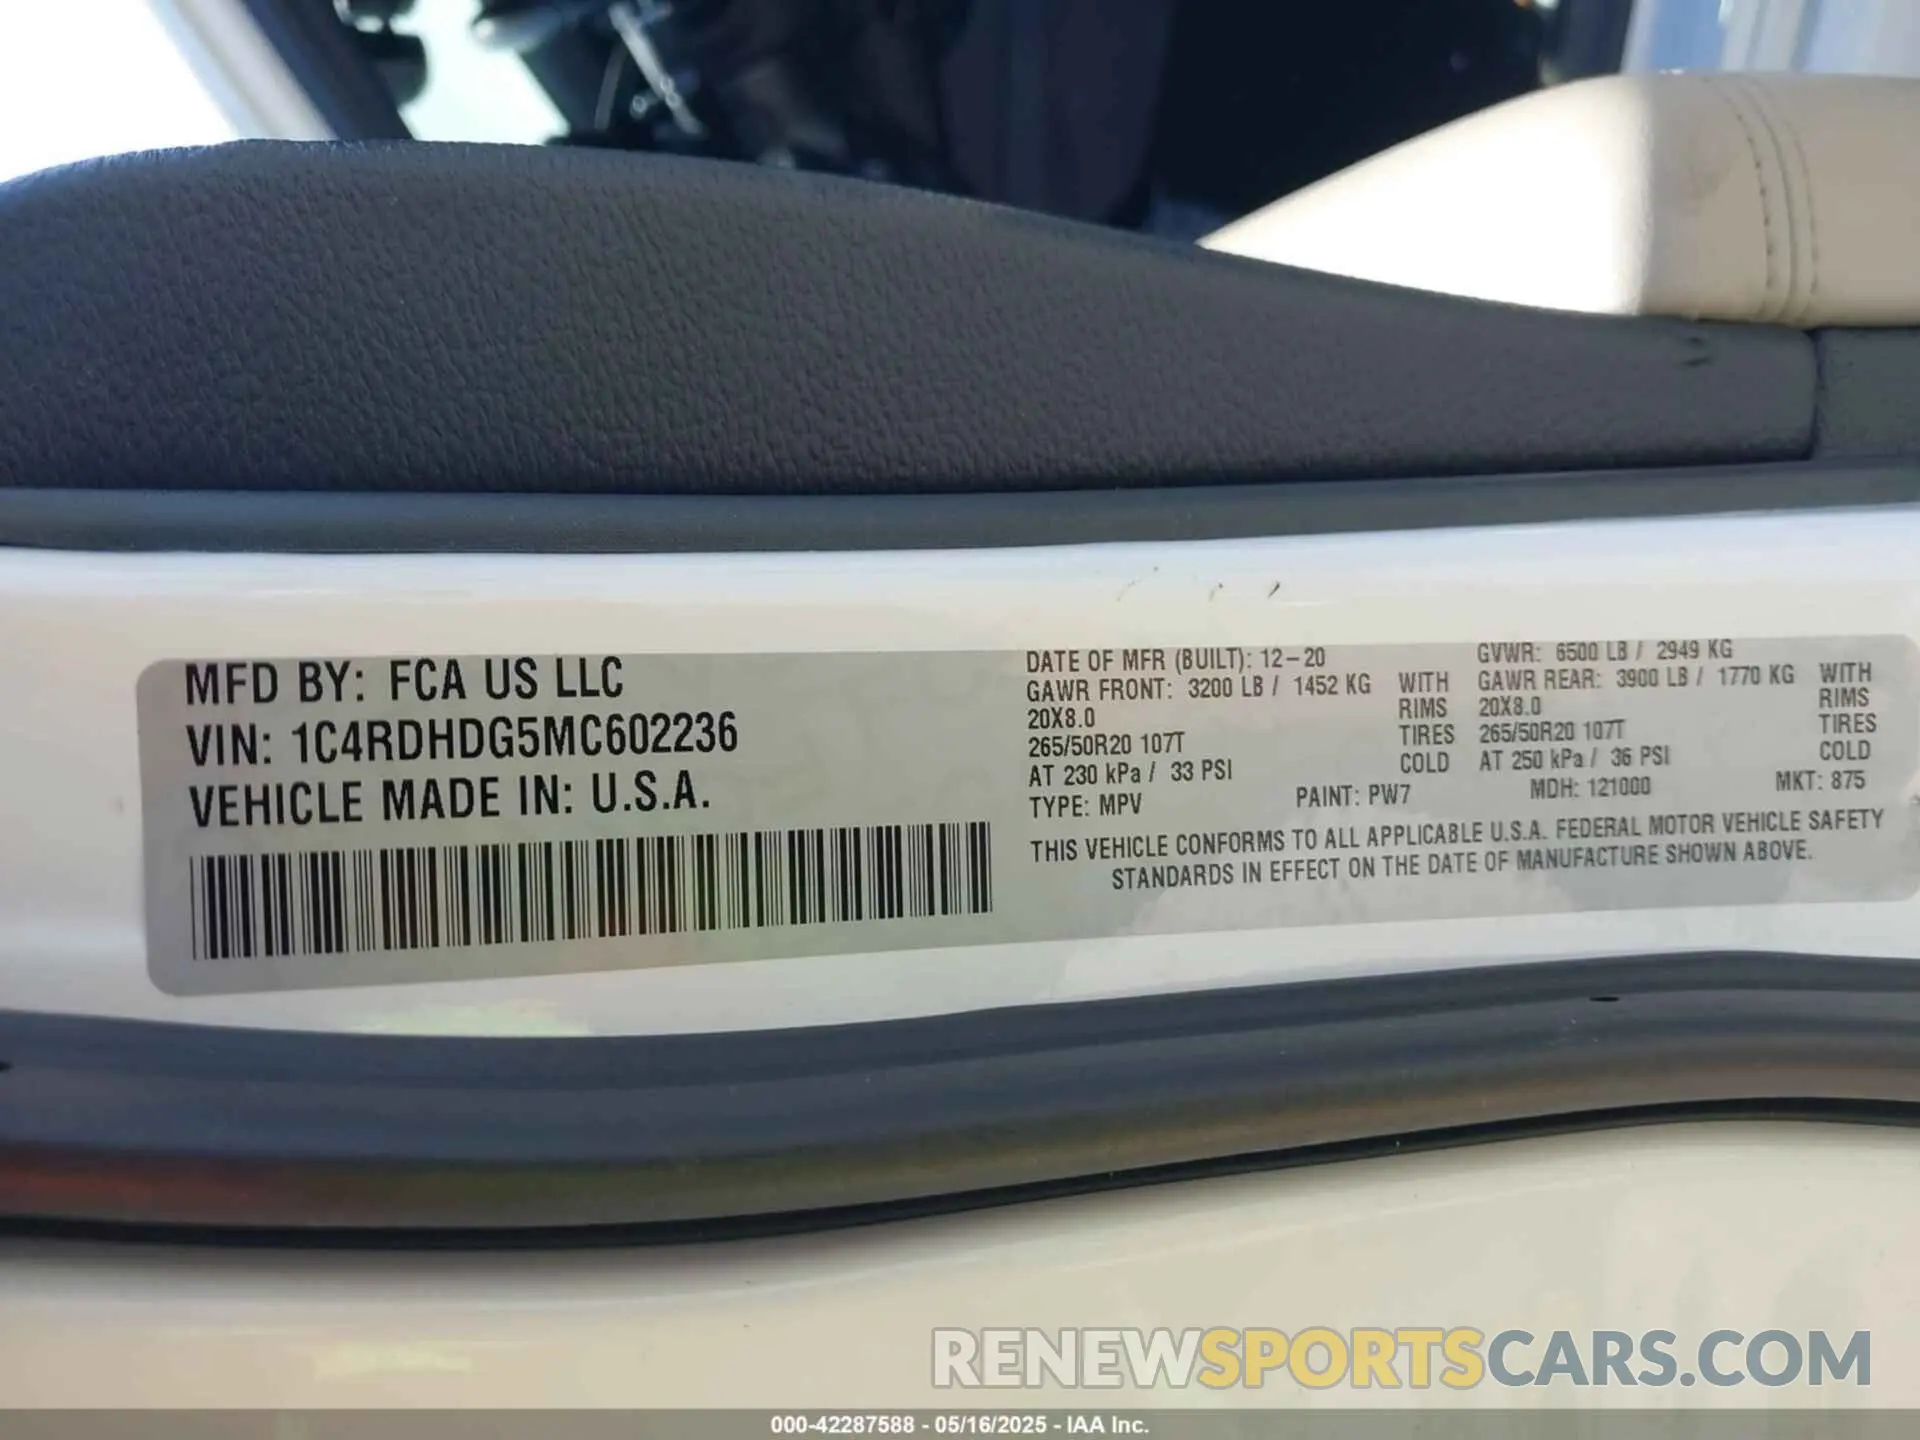 MFD BY: FCA US LLC
VIN: 1C4RDHDG5MC602236
VEHICLE MADE IN: U.S.A.
DATE OF MFR (BUILT): 12-20
GAWR FRONT: 3200 LB / 1452 KG WITH
20X8.0 RIMS
265/50R20 107T TIRES
AT 230 kPa / 33 PSI COLD
GVWR: 6500 LB / 2949 KG
GAWR REAR: 3900 LB / 1770 KG WITH
20X8.0 RIMS
265/50R20 107T TIRES
AT 250 kPa / 36 PSI COLD
TYPE: MPV PAINT: PW7 MDH: 121000 MKT: 875
THIS VEHICLE CONFORMS TO ALL APPLICABLE U.S.A. FEDERAL MOTOR VEHICLE SAFETY
STANDARDS IN EFFECT ON THE DATE OF MANUFACTURE SHOWN ABOVE.
RENEWSPORTSCARS.COM
000-42287588 - 05/16/2025 - IAA Inc.